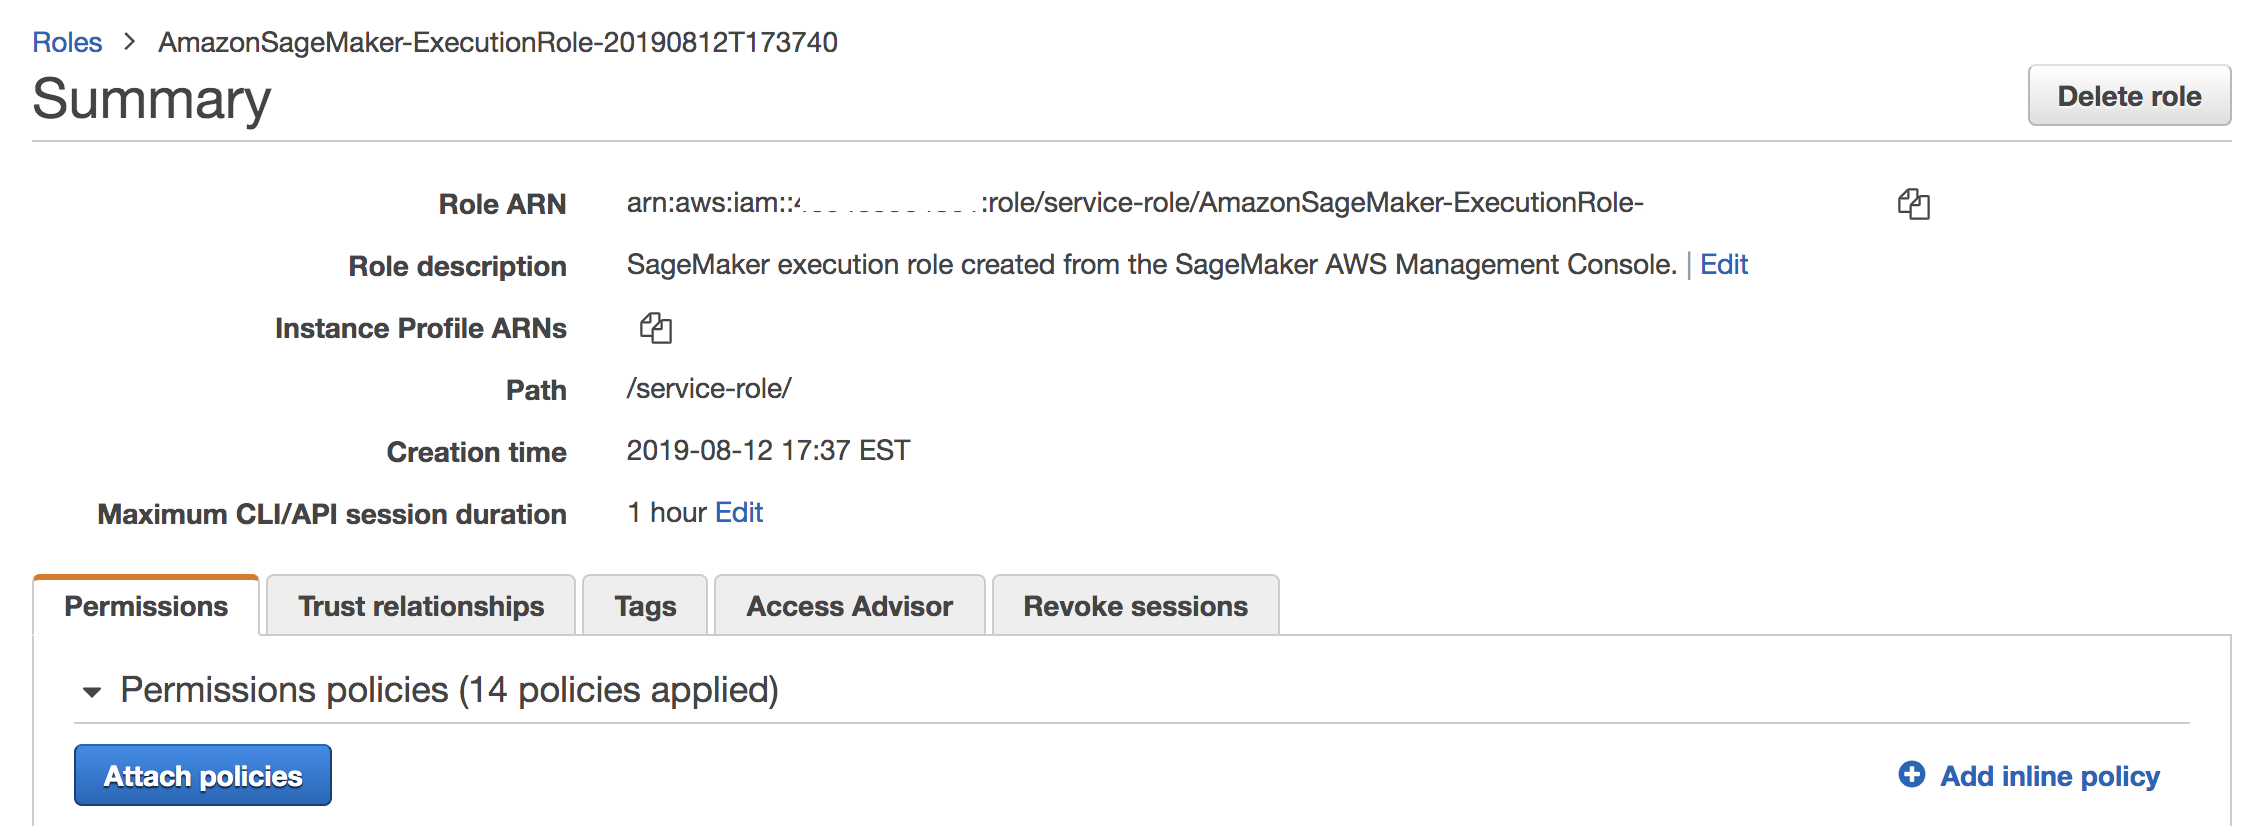 Roles > AmazonSageMaker-ExecutionRole-20190812T173740
Summary
Delete role
Role ARN arn:aws:iam:: :role/service-role/AmazonSageMaker-ExecutionRole-
Role description SageMaker execution role created from the SageMaker AWS Management Console. | Edit
Instance Profile ARNs
Path /service-role/
Creation time 2019-08-12 17:37 EST
Maximum CLI/API session duration 1 hour Edit
Permissions Trust relationships Tags Access Advisor Revoke sessions
Permissions policies (14 policies applied)
Attach policies Add inline policy